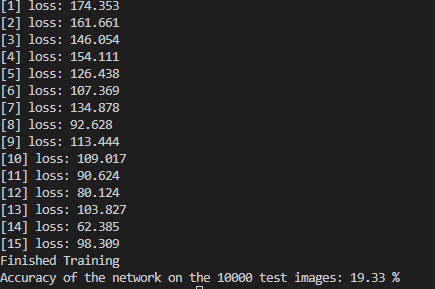 [1] loss: 174.353
[2] loss: 161.661
[3] loss: 146.054
[4] loss: 154.111
[5] loss: 126.438
[6] loss: 107.369
[7] loss: 134.878
[8] loss: 92.628
[9] loss: 113.444
[10] loss: 109.017
[11] loss: 90.624
[12] loss: 80.124
[13] loss: 103.827
[14] loss: 62.385
[15] loss: 98.309
Finished Training
Accuracy of the network on the 10000 test images: 19.33 %